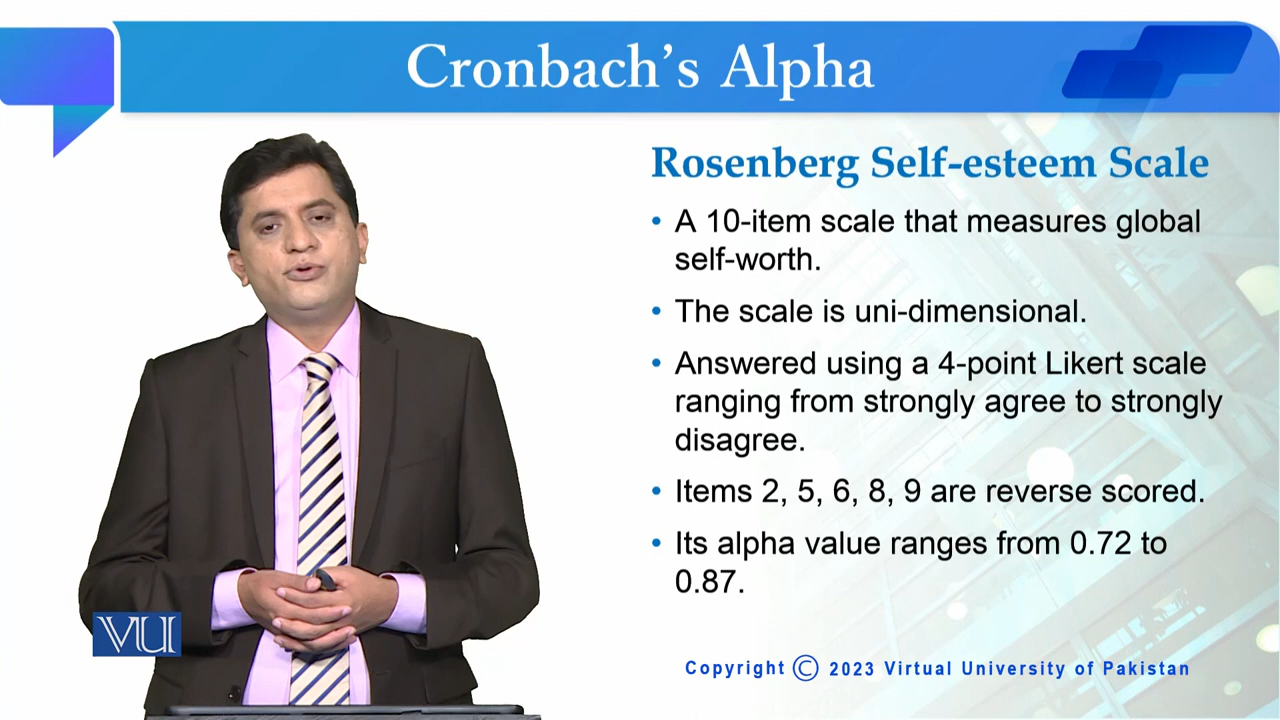 Cronbach's Alpha
Rosenberg Self-esteem Scale
• A 10-item scale that measures global
self-worth.
• The scale is uni-dimensional.
• Answered using a 4-point Likert scale
ranging from strongly agree to strongly
disagree.
• Items 2, 5, 6, 8, 9 are reverse scored.
• Its alpha value ranges from 0.72 to
0.87.
VU
Copyright © 2023 Virtual University of Pakistan